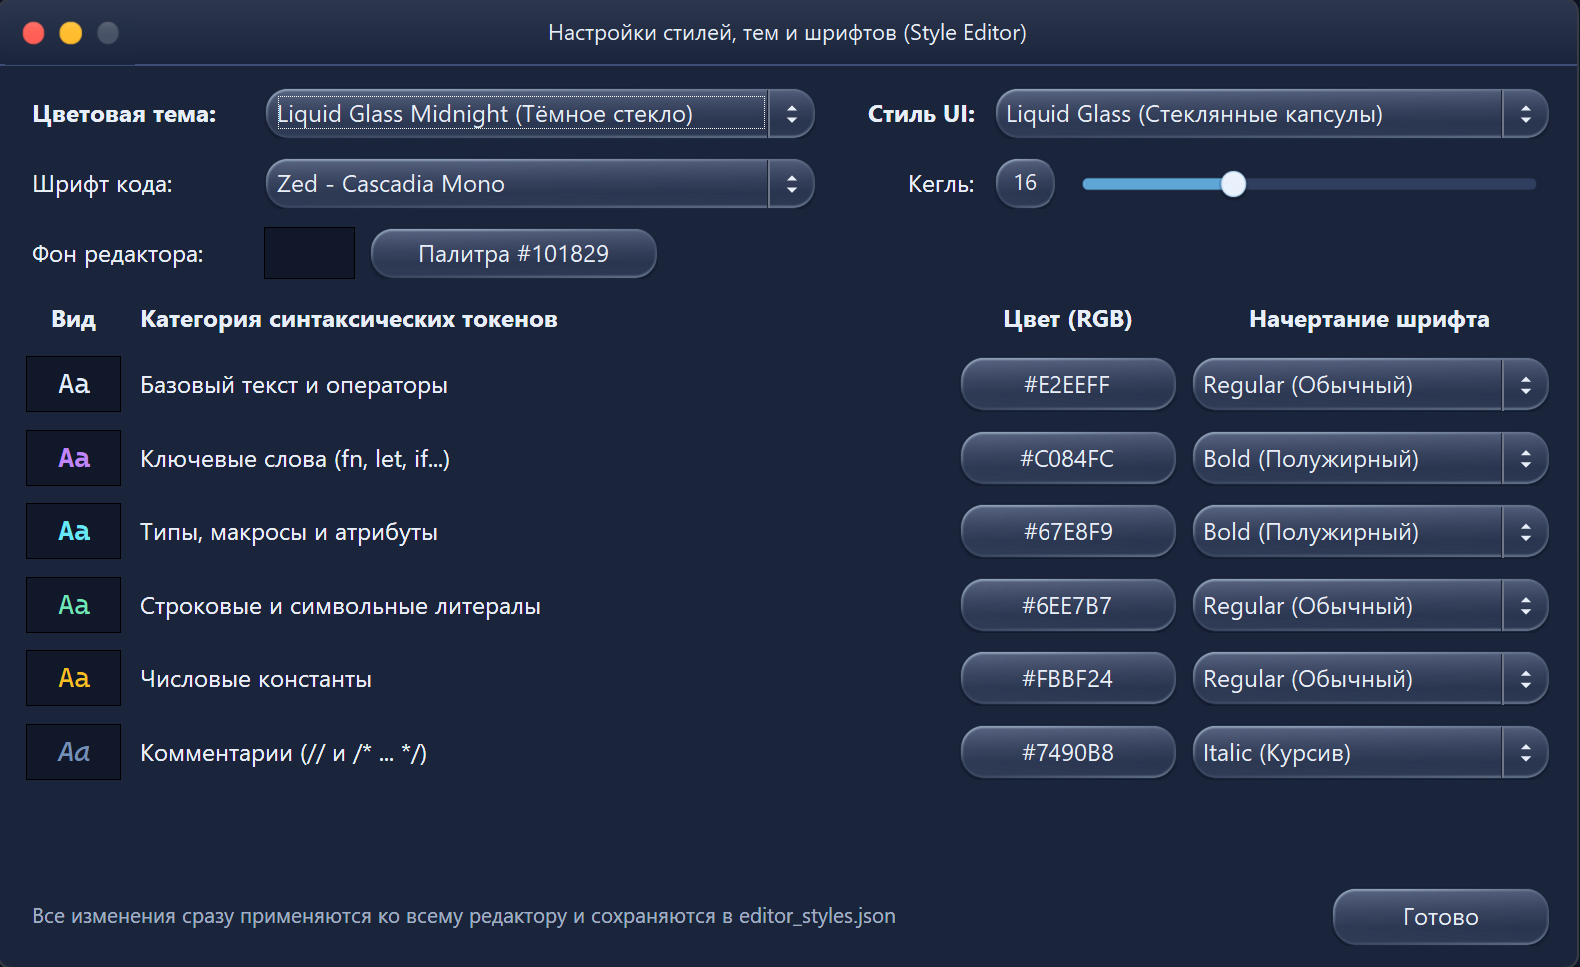 Настройки стилей, тем и шрифтов (Style Editor)
Цветовая тема: Liquid Glass Midnight (Тёмное стекло) Стиль UI: Liquid Glass (Стеклянные капсулы)
Шрифт кода: Zed - Cascadia Mono Кегль: 16
Фон редактора: Палитра #101829
Вид Категория синтаксических токенов Цвет (RGB) Начертание шрифта
Aa Базовый текст и операторы #E2EEFF Regular (Обычный)
Aa Ключевые слова (fn, let, if...) #C084FC Bold (Полужирный)
Aa Типы, макросы и атрибуты #67E8F9 Bold (Полужирный)
Aa Строковые и символьные литералы #6EE7B7 Regular (Обычный)
Aa Числовые константы #FBBF24 Regular (Обычный)
Aa Комментарии (// и /* ... */) #7490B8 Italic (Курсив)
Все изменения сразу применяются ко всему редактору и сохраняются в editor_styles.json Готово